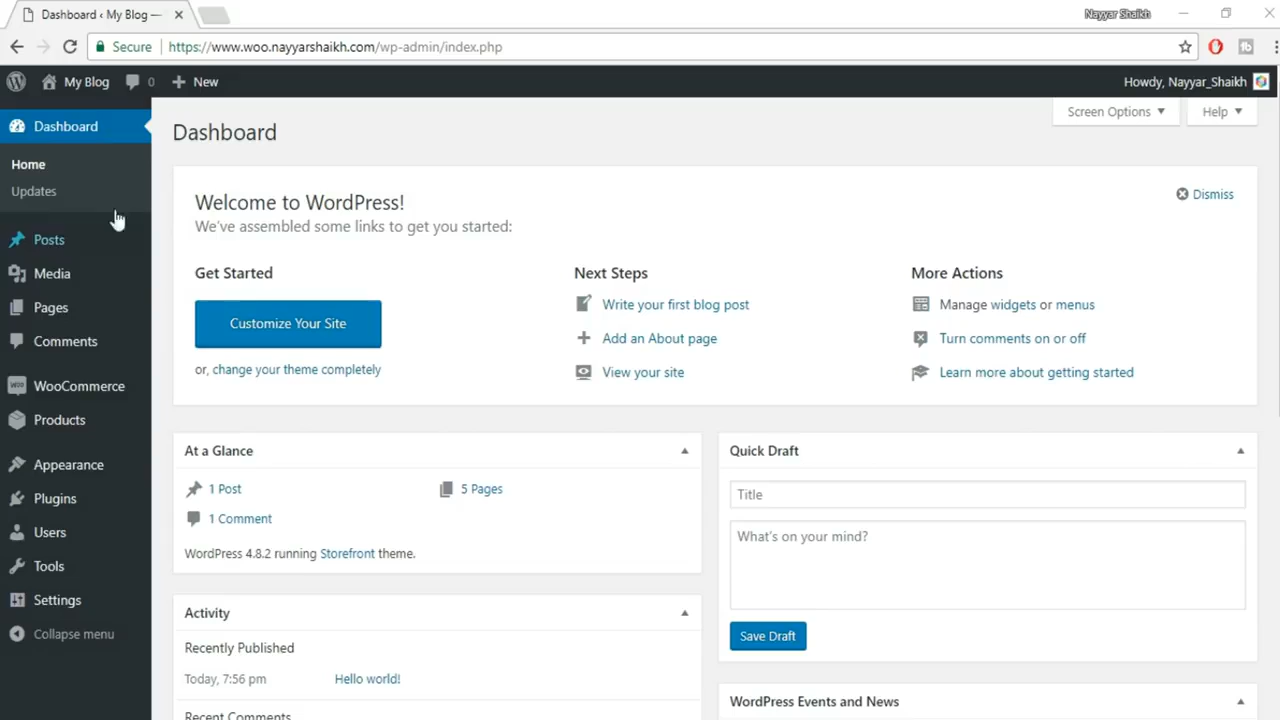 Dashboard ‹ My Blog —
Nayyar Shaikh
Secure https://www.woo.nayyarshaikh.com/wp-admin/index.php
My Blog 0 New Howdy, Nayyar_Shaikh
Screen Options Help
Dashboard
Home
Updates
Posts
Media
Pages
Comments
WooCommerce
Products
Appearance
Plugins
Users
Tools
Settings
Collapse menu
Dashboard
Welcome to WordPress!
Dismiss
We've assembled some links to get you started:
Get Started
Customize Your Site
or, change your theme completely
Next Steps
Write your first blog post
Add an About page
View your site
More Actions
Manage widgets or menus
Turn comments on or off
Learn more about getting started
At a Glance
1 Post 5 Pages
1 Comment
WordPress 4.8.2 running Storefront theme.
Activity
Recently Published
Today, 7:56 pm Hello world!
Recent Comments
Quick Draft
Title
What's on your mind?
Save Draft
WordPress Events and News